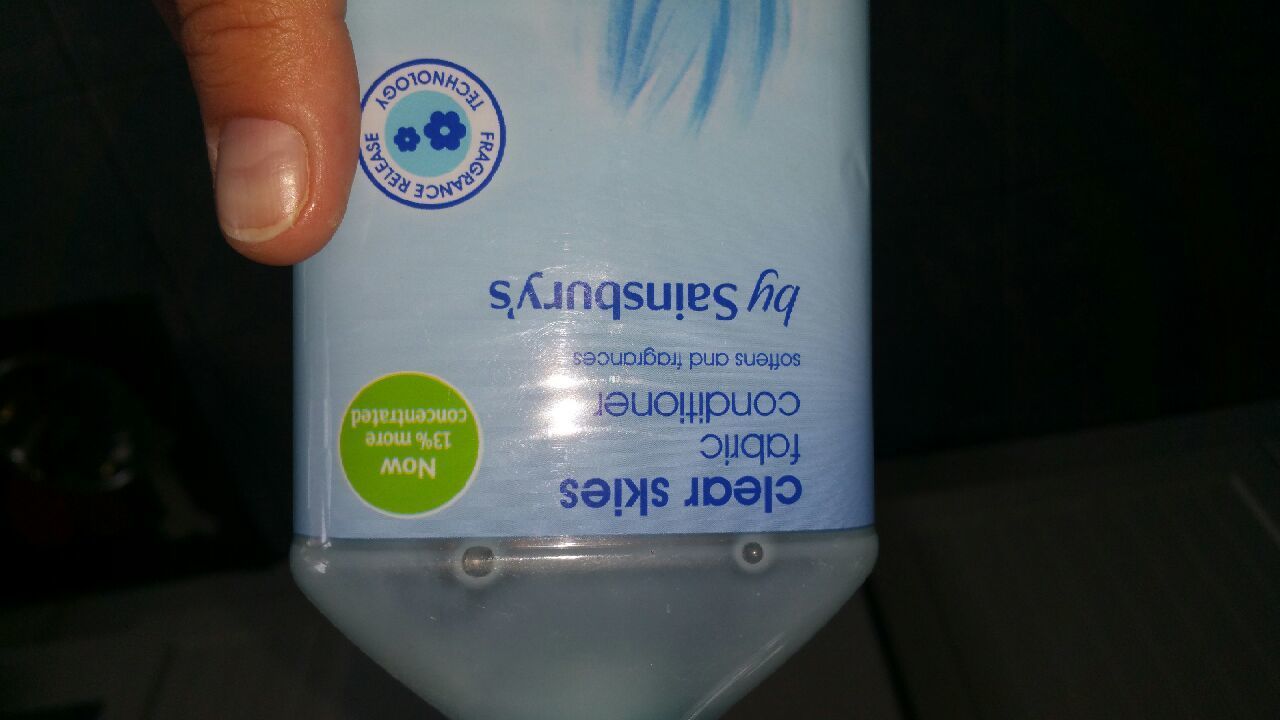 clear skies
fabric
conditioner
softens and fragrances
by Sainsbury's
Now
13% more
concentrated
FRAGRANCE RELEASE
TECHNOLOGY